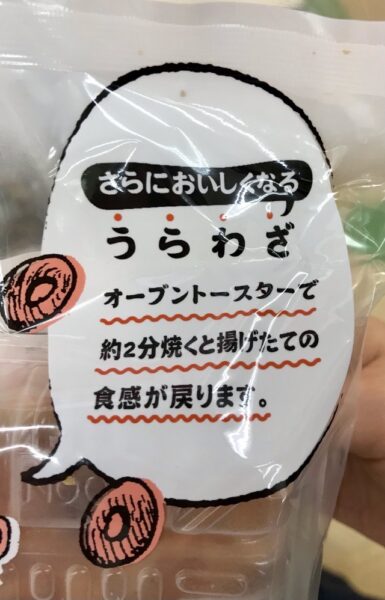 さらにおいしくなる
うらわざ
オーブントースターで
約2分焼くと揚げたての
食感が戻ります。